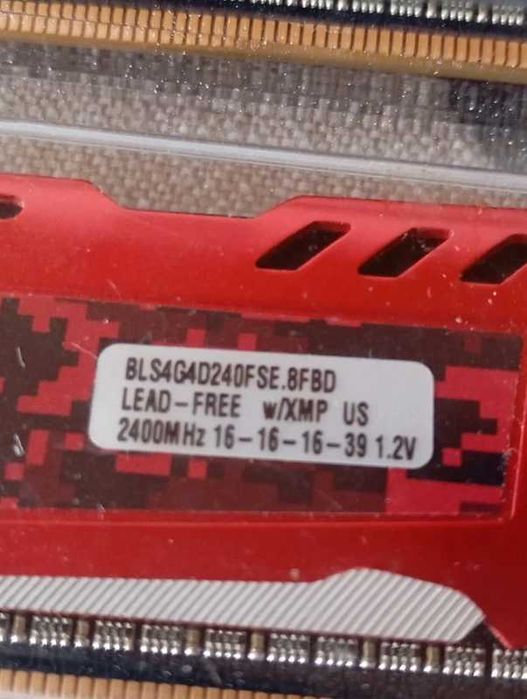 BLS4G4D240FSE.8FBD
LEAD-FREE w/XMP US
2400MHz 16-16-16-39 1.2V